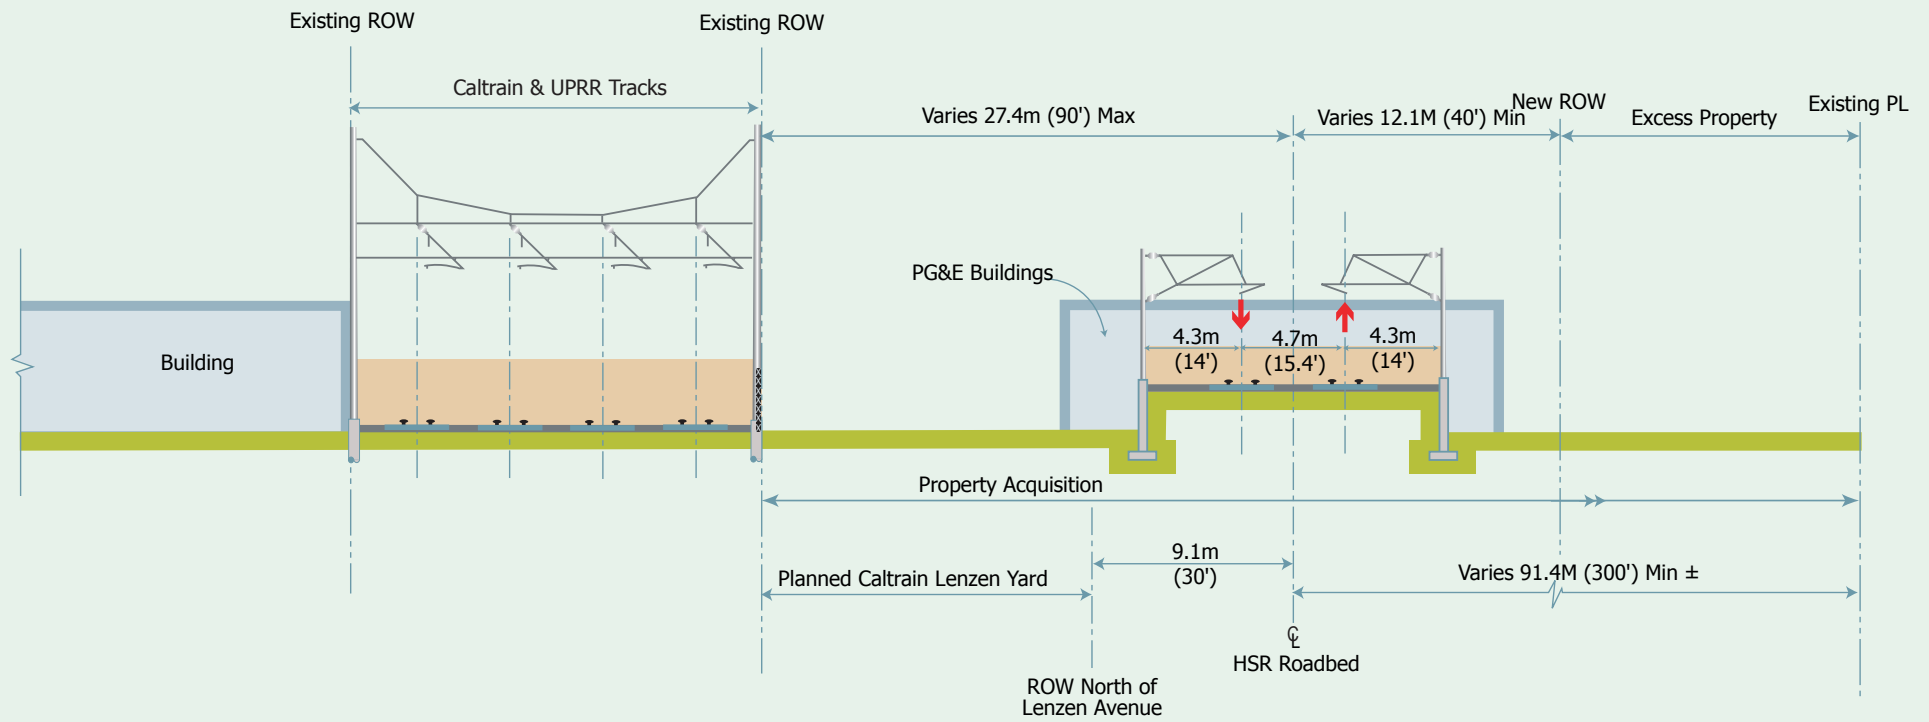 Existing ROW
Existing ROW
Caltrain & UPRR Tracks
Varies 27.4m (90') Max
Varies 12.1M (40') Min
New ROW
Excess Property
Existing PL
PG&E Buildings
Building
4.3m
(14')
4.7m
(15.4')
4.3m
(14')
Property Acquisition
9.1m
(30')
Planned Caltrain Lenzen Yard
Varies 91.4M (300') Min ±
℄
HSR Roadbed
ROW North of
Lenzen Avenue